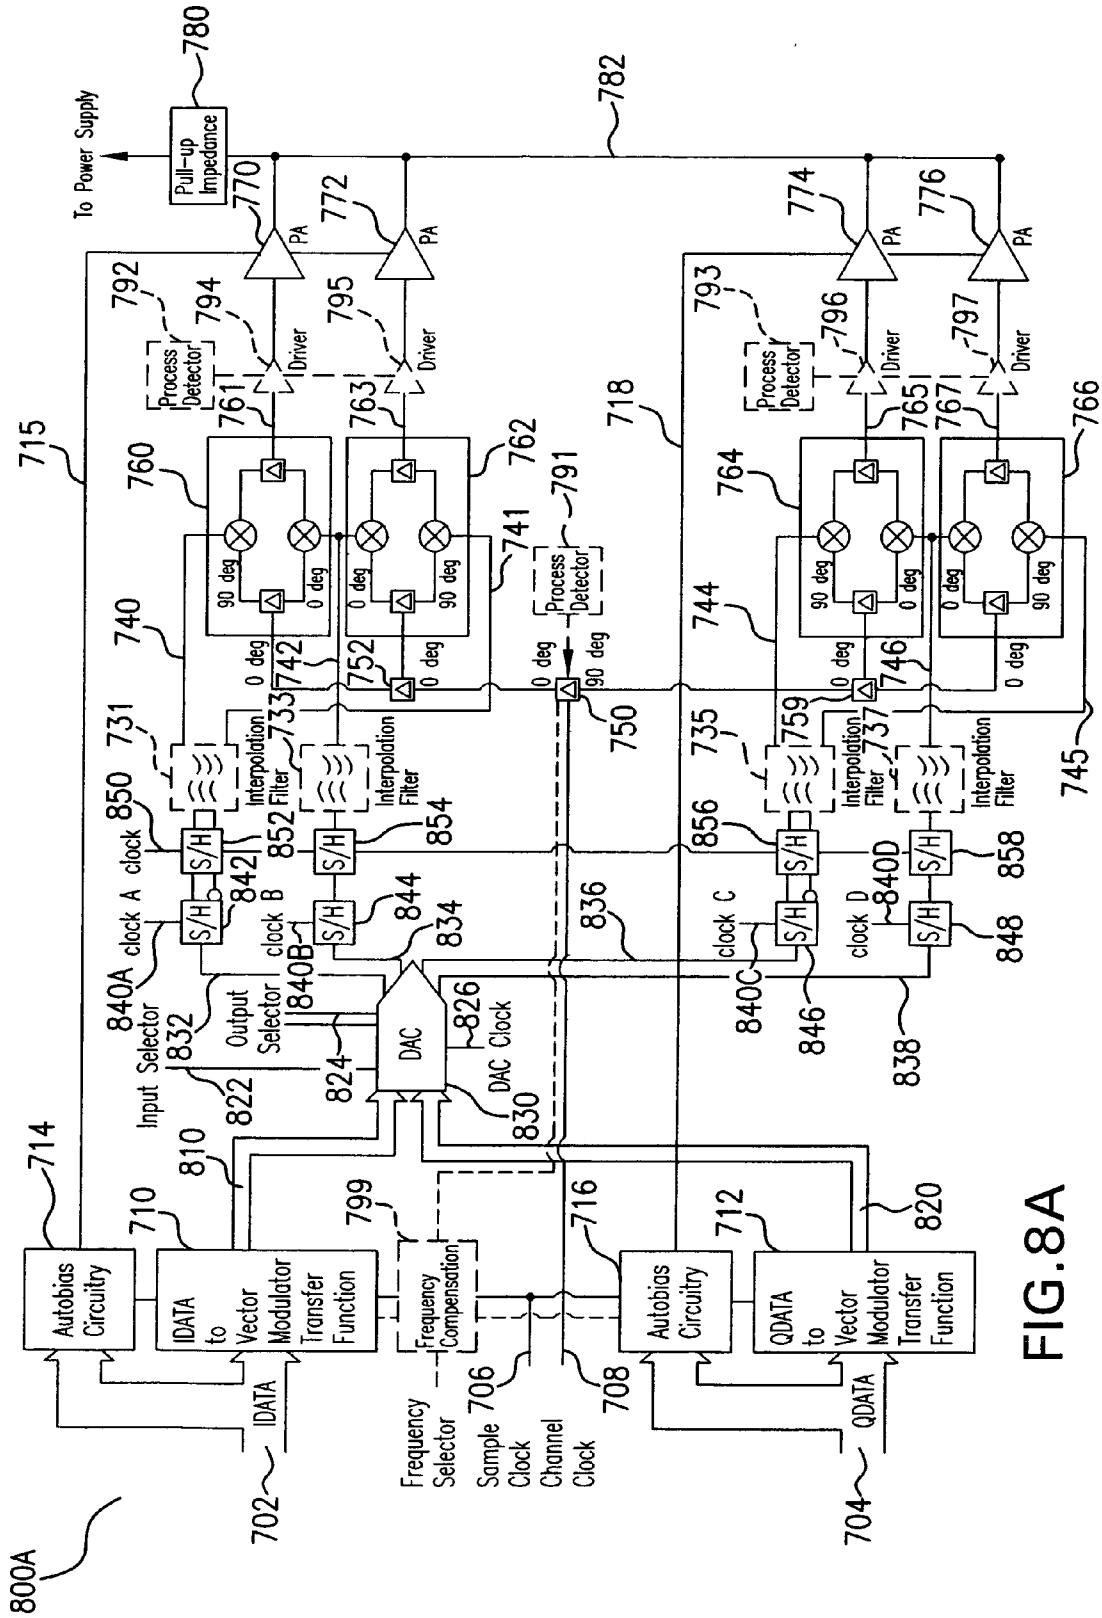 800A
702
IDATA
704
QDATA
Frequency
Selector
Sample
Clock
Channel
Clock
706
708
714
Autobias
Circuitry
715
710
IDATA
to
Vector
Modulator
Transfer
Function
799
Frequency
Compensation
716
Autobias
Circuitry
718
712
QDATA
to
Vector
Modulator
Transfer
Function
810
820
Input Selector
822
Output
Selector
824
DAC
826
DAC Clock
830
832
834
836
838
840A
clock A
850
clock
S/H
842
S/H
852
840B
clock B
S/H
844
S/H
854
840C
clock C
S/H
846
S/H
856
clock D
840D
S/H
848
S/H
858
731
Interpolation
Filter
733
Interpolation
Filter
735
Interpolation
Filter
737
Interpolation
Filter
740
742
741
744
746
745
0 deg
752
0 deg
0 deg
90 deg
750
759
0 deg
0 deg
791
Process
Detector
760
90 deg
0 deg
761
762
0 deg
90 deg
763
764
90 deg
0 deg
765
766
0 deg
90 deg
767
792
Process
Detector
794
Driver
795
Driver
793
Process
Detector
796
Driver
797
Driver
770
PA
772
PA
774
PA
776
PA
780
Pull-up
Impedance
To Power Supply
782
FIG.8A